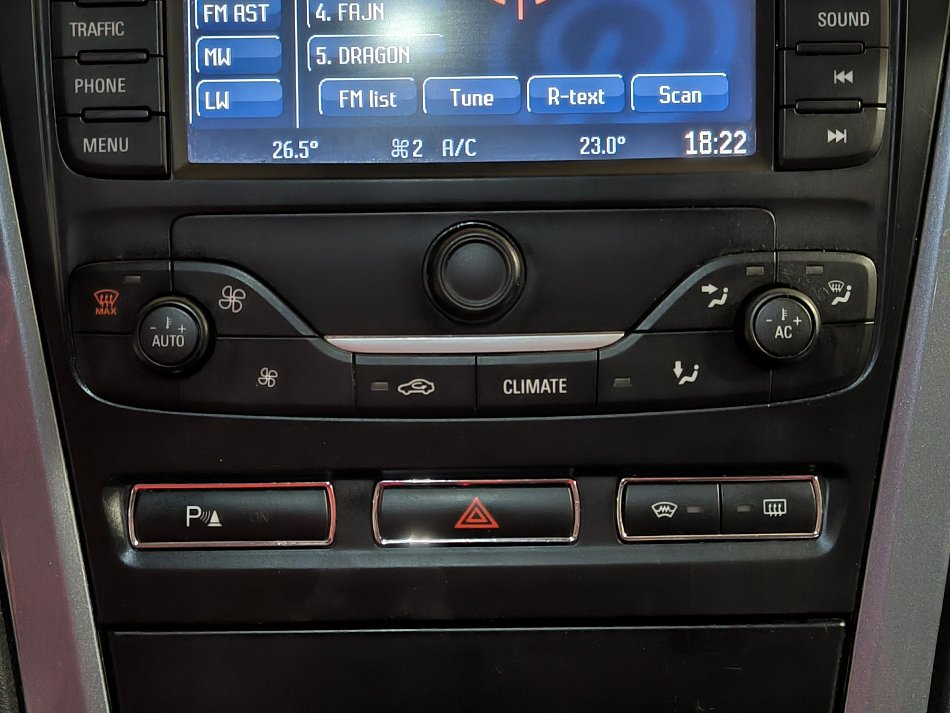 FM AST
4. FAJN
SOUND
TRAFFIC
MW
5. DRAGON
PHONE
LW
FM list
Tune
R-text
Scan
MENU
26.5°
2
A/C
23.0°
18:22
MAX
- +
AUTO
- +
AC
CLIMATE
P